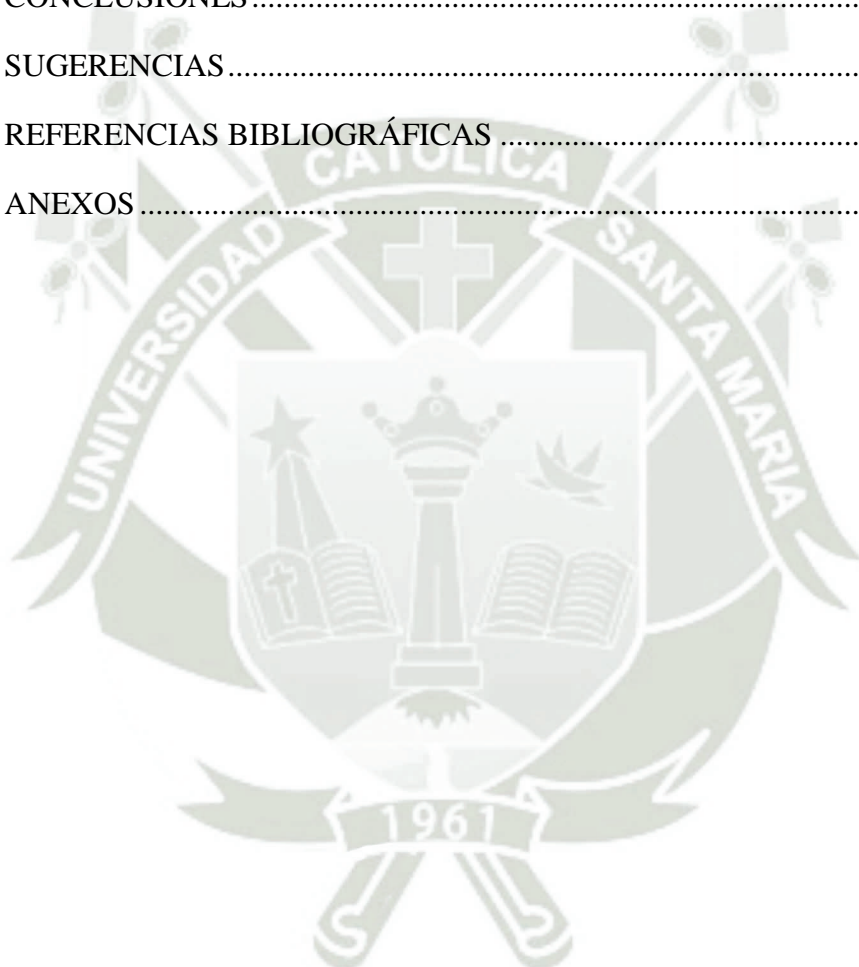 CONCLUSIONES................................................................................
SUGERENCIAS................................................................................
REFERENCIAS BIBLIOGRÁFICAS................................................
ANEXOS..........................................................................................
UNIVERSIDAD CATOLICA SANTA MARIA
1961